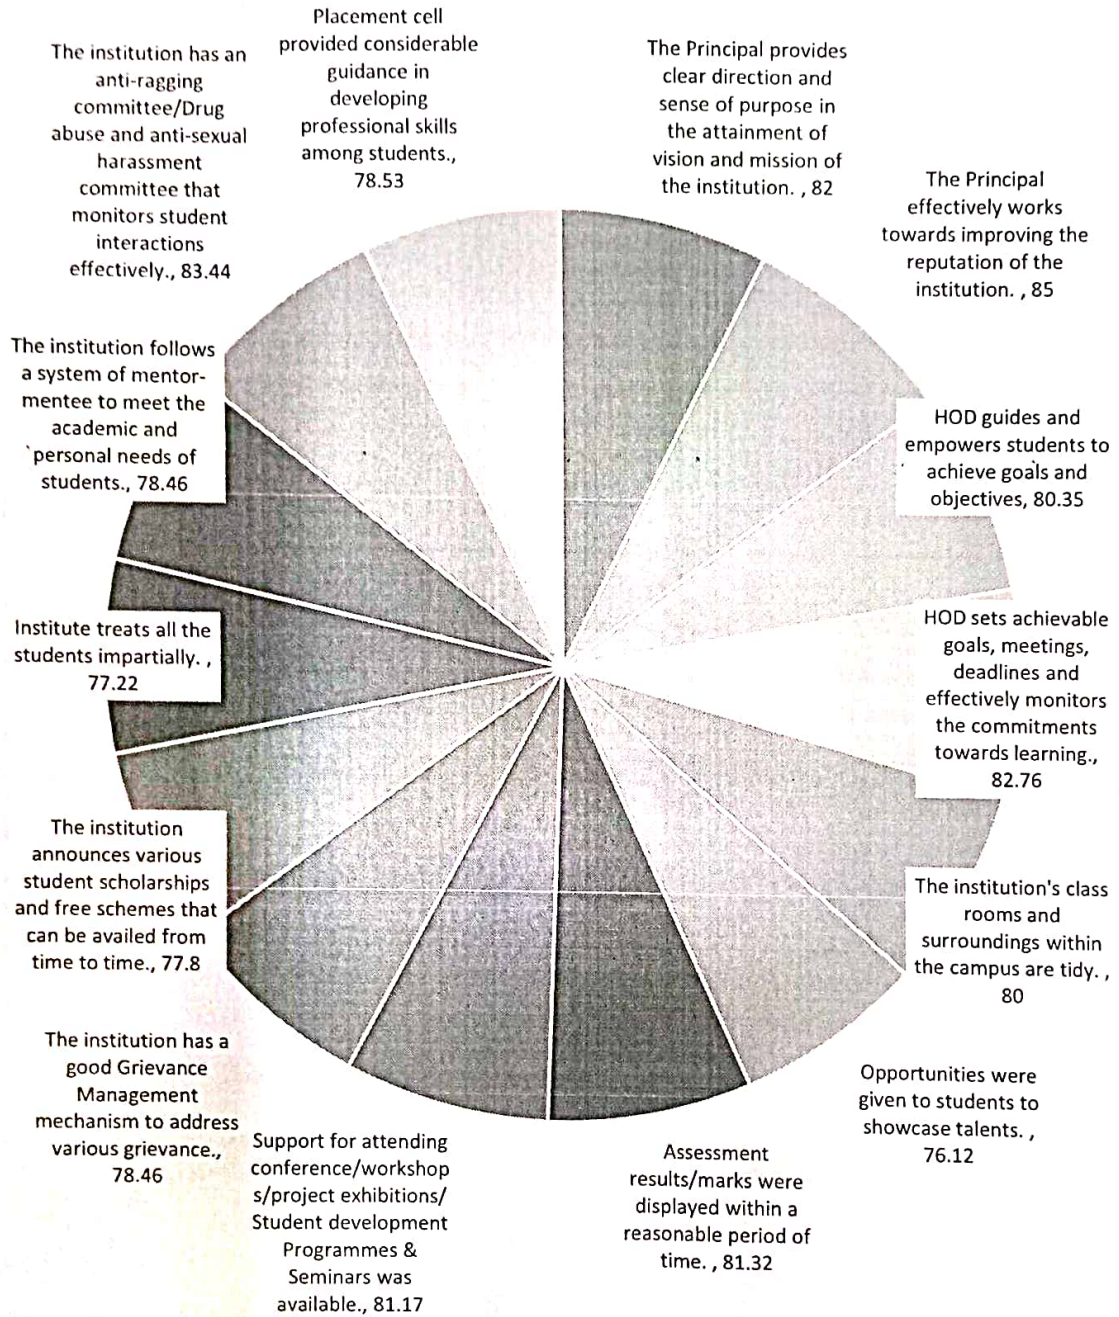 Placement cell
provided considerable
guidance in
developing
professional skills
among students.,
78.53
The Principal provides
clear direction and
sense of purpose in
the attainment of
vision and mission of
the institution. , 82
The Principal
effectively works
towards improving the
reputation of the
institution. , 85
HOD guides and
empowers students to
achieve goals and
objectives, 80.35
HOD sets achievable
goals, meetings,
deadlines and
effectively monitors
the commitments
towards learning.,
82.76
The institution's class
rooms and
surroundings within
the campus are tidy. ,
80
Opportunities were
given to students to
showcase talents. ,
76.12
Assessment
results/marks were
displayed within a
reasonable period of
time. , 81.32
Support for attending
conference/workshop
s/project exhibitions/
Student development
Programmes &
Seminars was
available., 81.17
The institution has a
good Grievance
Management
mechanism to address
various grievance.,
78.46
The institution
announces various
student scholarships
and free schemes that
can be availed from
time to time., 77.8
Institute treats all the
students impartially. ,
77.22
The institution follows
a system of mentor-
mentee to meet the
academic and
personal needs of
students., 78.46
The institution has an
anti-ragging
committee/Drug
abuse and anti-sexual
harassment
committee that
monitors student
interactions
effectively., 83.44